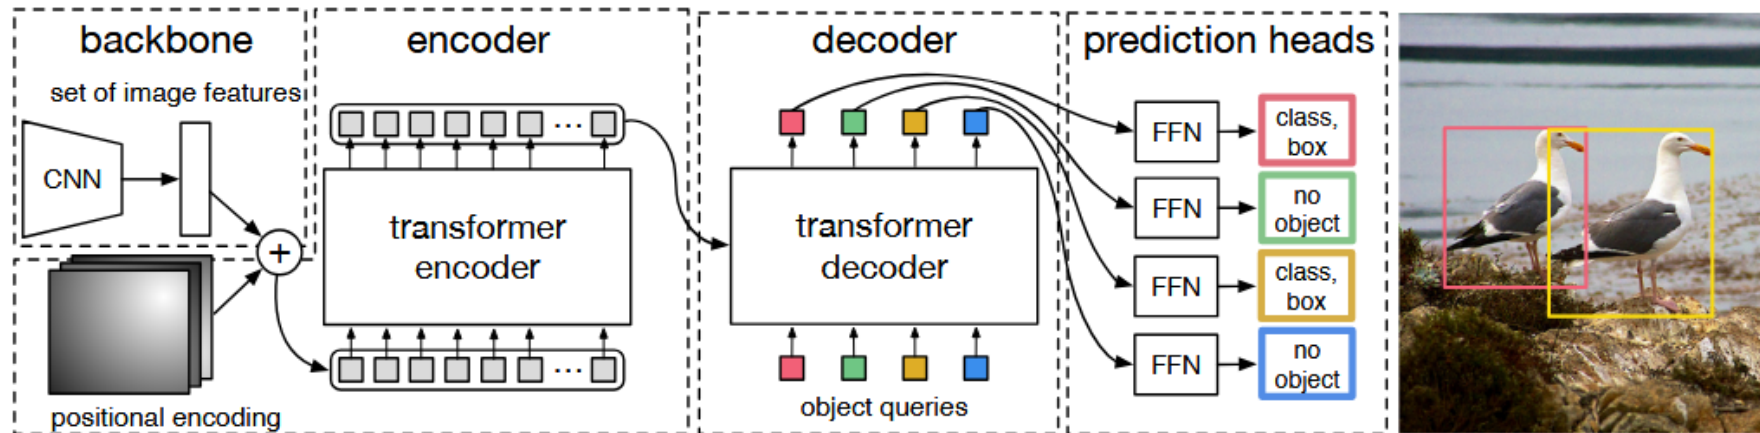 backbone
set of image features
CNN
+
positional encoding
encoder
...
transformer
encoder
...
decoder
transformer
decoder
object queries
prediction heads
FFN
class,
box
FFN
no
object
FFN
class,
box
FFN
no
object